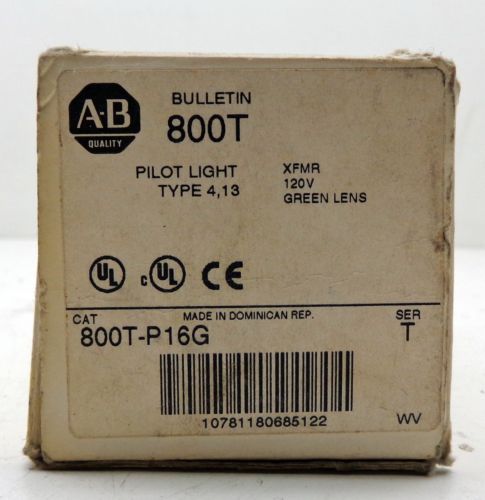 A-B
QUALITY
BULLETIN
800T
PILOT LIGHT
TYPE 4,13
XFMR
120V
GREEN LENS
UL
c UL CE
CAT
MADE IN DOMINICAN REP.
SER
800T-P16G
T
10781180685122
WV